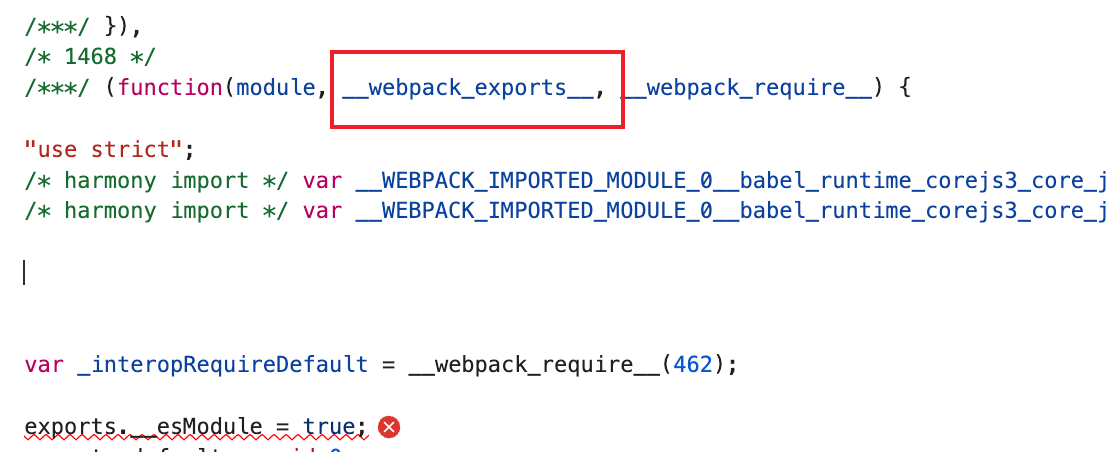 /***/ }),
/* 1468 */
/***/ (function(module, __webpack_exports__, __webpack_require__) {
"use strict";
/* harmony import */ var __WEBPACK_IMPORTED_MODULE_0__babel_runtime_corejs3_core_j
/* harmony import */ var __WEBPACK_IMPORTED_MODULE_0__babel_runtime_corejs3_core_j
var _interopRequireDefault = __webpack_require__(462);
exports.__esModule = true;